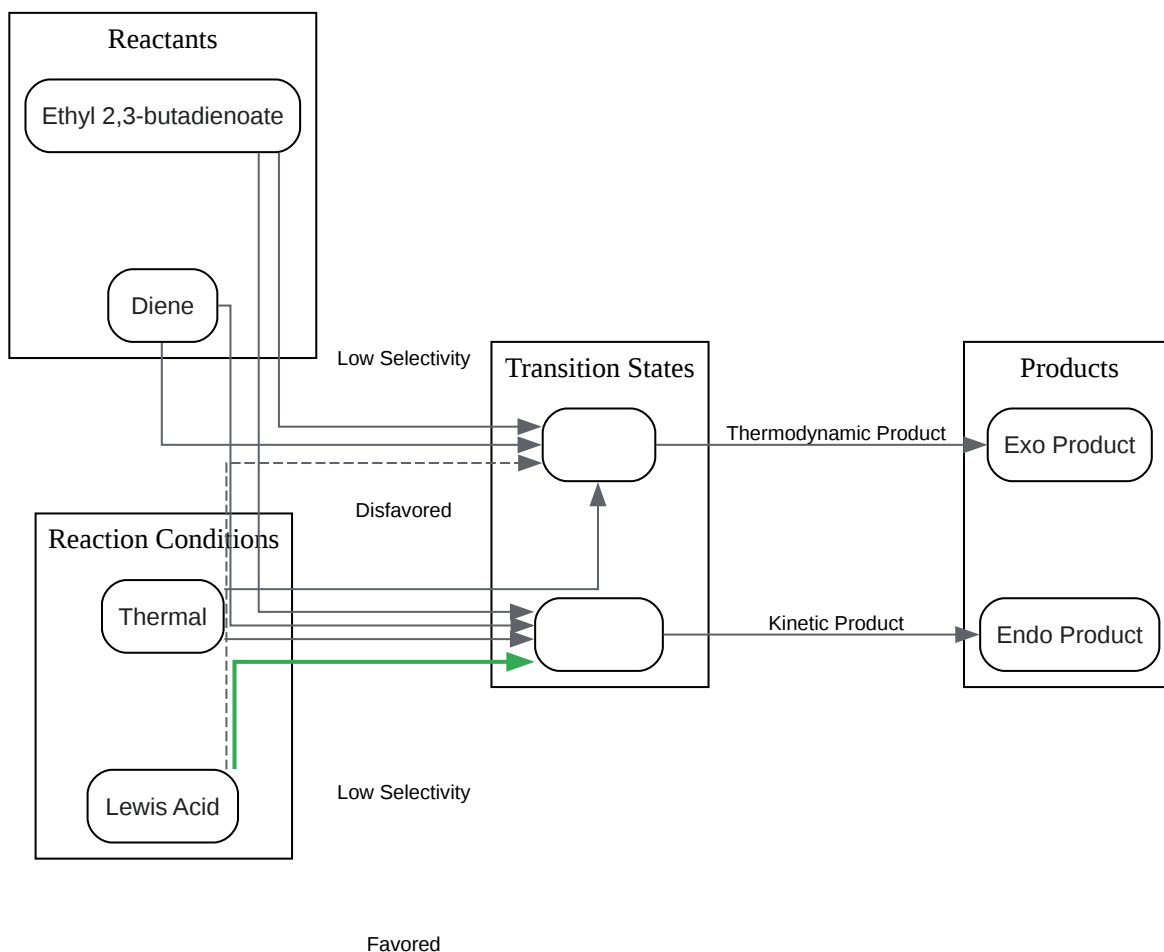 Reactants
Ethyl 2,3-butadienoate
Diene
Low Selectivity
Transition States
Products
Thermodynamic Product
Exo Product
Disfavored
Reaction Conditions
Thermal
Kinetic Product
Endo Product
Lewis Acid
Low Selectivity
Favored